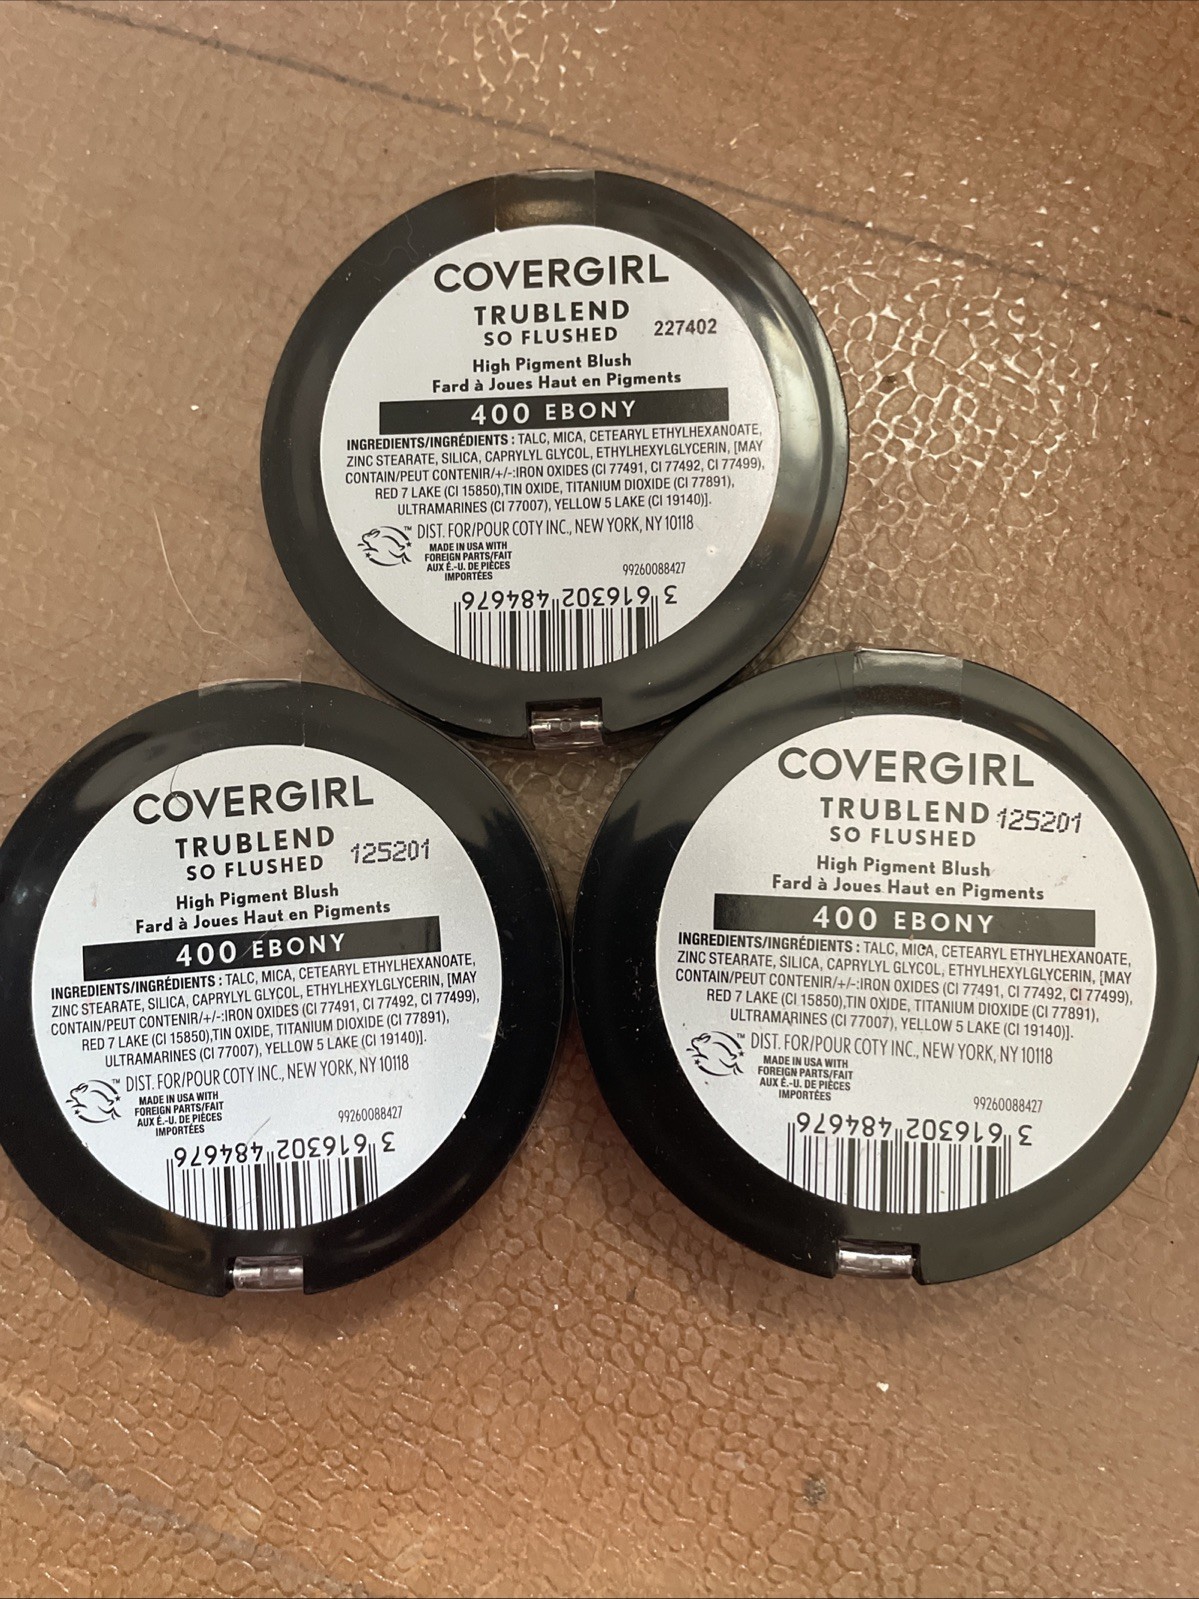 COVERGIRL
TRUBLEND
SO FLUSHED 227402
High Pigment Blush
Fard à Joues Haut en Pigments
400 EBONY
INGREDIENTS/INGRÉDIENTS : TALC, MICA, CETEARYL ETHYLHEXANOATE,
ZINC STEARATE, SILICA, CAPRYLYL GLYCOL, ETHYLHEXYLGLYCERIN, [MAY
CONTAIN/PEUT CONTENIR/+/-:IRON OXIDES (CI 77491, CI 77492, CI 77499),
RED 7 LAKE (CI 15850),TIN OXIDE, TITANIUM DIOXIDE (CI 77891),
ULTRAMARINES (CI 77007), YELLOW 5 LAKE (CI 19140)].
TM DIST. FOR/POUR COTY INC., NEW YORK, NY 10118
MADE IN USA WITH
FOREIGN PARTS/FAIT
AUX É.-U. DE PIÈCES
IMPORTÉES
99260088427
3 616302 484676
COVERGIRL
TRUBLEND
SO FLUSHED 125201
High Pigment Blush
Fard à Joues Haut en Pigments
400 EBONY
INGREDIENTS/INGRÉDIENTS : TALC, MICA, CETEARYL ETHYLHEXANOATE,
ZINC STEARATE, SILICA, CAPRYLYL GLYCOL, ETHYLHEXYLGLYCERIN, [MAY
CONTAIN/PEUT CONTENIR/+/-:IRON OXIDES (CI 77491, CI 77492, CI 77499),
RED 7 LAKE (CI 15850),TIN OXIDE, TITANIUM DIOXIDE (CI 77891),
ULTRAMARINES (CI 77007), YELLOW 5 LAKE (CI 19140)].
TM DIST. FOR/POUR COTY INC., NEW YORK, NY 10118
MADE IN USA WITH
FOREIGN PARTS/FAIT
AUX É.-U. DE PIÈCES
IMPORTÉES
99260088427
3 616302 484676
COVERGIRL
TRUBLEND 125201
SO FLUSHED
High Pigment Blush
Fard à Joues Haut en Pigments
400 EBONY
INGREDIENTS/INGRÉDIENTS : TALC, MICA, CETEARYL ETHYLHEXANOATE,
ZINC STEARATE, SILICA, CAPRYLYL GLYCOL, ETHYLHEXYLGLYCERIN, [MAY
CONTAIN/PEUT CONTENIR/+/-:IRON OXIDES (CI 77491, CI 77492, CI 77499),
RED 7 LAKE (CI 15850),TIN OXIDE, TITANIUM DIOXIDE (CI 77891),
ULTRAMARINES (CI 77007), YELLOW 5 LAKE (CI 19140)].
TM DIST. FOR/POUR COTY INC., NEW YORK, NY 10118
MADE IN USA WITH
FOREIGN PARTS/FAIT
AUX É.-U. DE PIÈCES
IMPORTÉES
99260088427
3 616302 484676